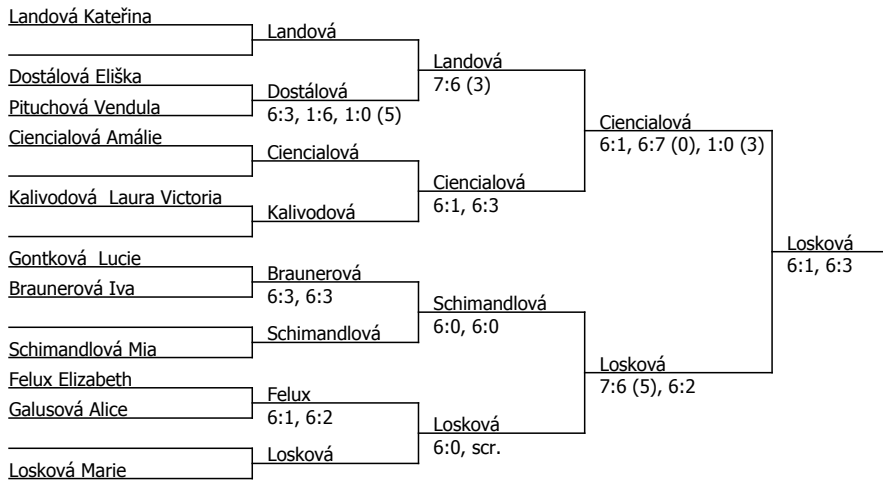 Landová Kateřina
Dostálová Eliška
Pituchová Vendula
Ciencialová Amálie
Kalivodová  Laura Victoria
Gontková  Lucie
Braunerová Iva
Schimandlová Mia
Felux Elizabeth
Galusová Alice
Losková Marie
Landová
Dostálová
6:3, 1:6, 1:0 (5)
Ciencialová
Kalivodová
Braunerová
6:3, 6:3
Schimandlová
Felux
6:1, 6:2
Losková
Landová
7:6 (3)
Ciencialová
6:1, 6:3
Schimandlová
6:0, 6:0
Losková
6:0, scr.
Ciencialová
6:1, 6:7 (0), 1:0 (3)
Losková
7:6 (5), 6:2
Losková
6:1, 6:3